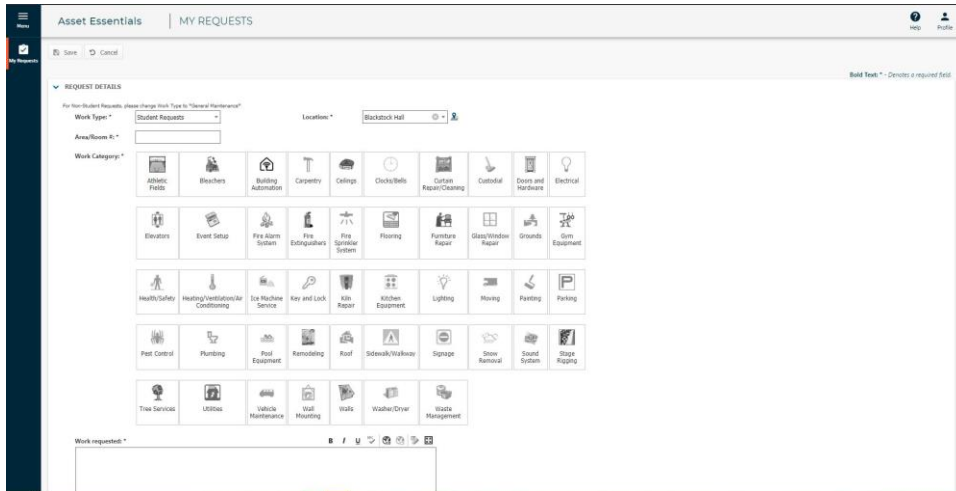 Menu
Asset Essentials
MY REQUESTS
Help
Profile
My Requests
Save
Cancel
Bold Text: * - Denotes a required field.
REQUEST DETAILS
For Non-Student Requests, please change Work Type to "General Maintenance"
Work Type: *
Student Requests
Location: *
Blackstock Hall
Area/Room #: *
Work Category: *
Athletic Fields
Bleachers
Building Automation
Carpentry
Ceilings
Clocks/Bells
Curtain Repair/Cleaning
Custodial
Doors and Hardware
Electrical
Elevators
Event Setup
Fire Alarm System
Fire Extinguishers
Fire Sprinkler System
Flooring
Furniture Repair
Glass/Window Repair
Grounds
Gym Equipment
Health/Safety
Heating/Ventilation/Air Conditioning
Ice Machine Service
Key and Lock
Kiln Repair
Kitchen Equipment
Lighting
Moving
Painting
P
Parking
Pest Control
Plumbing
Pool Equipment
Remodeling
Roof
Sidewalk/Walkway
Signage
Snow Removal
Sound System
Stage Rigging
Tree Services
Utilities
Vehicle Maintenance
Wall Mounting
Walls
Washer/Dryer
Waste Management
Work requested: *
B I U